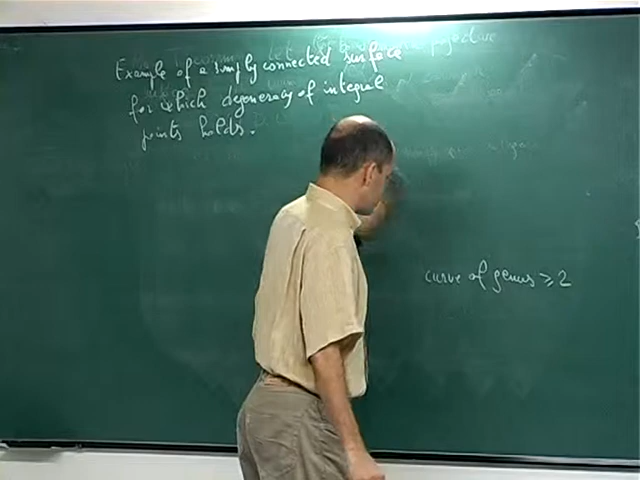 Example of a simply connected surface
for which degeneracy of integral
points holds.
curve of genus ≥ 2